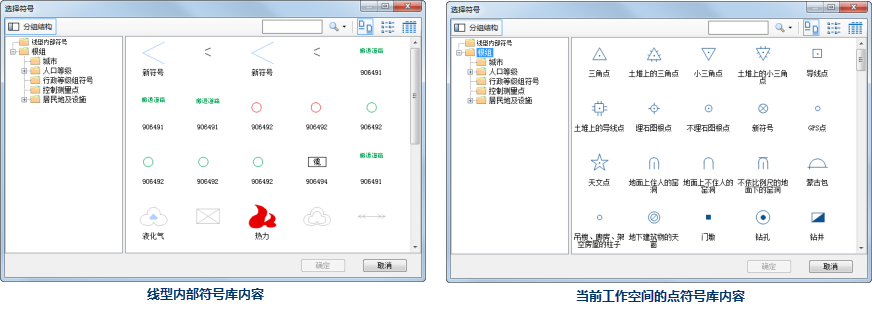 选择符号
分组结构
线型内部符号
根组
城市
人口等级
行政等级组符号
控制测量点
居民地及设施
新符号
新符号
906491
906491
906491
906492
906492
906492
906492
906492
906492
906494
906491
液化气
热力
确定
取消
线型内部符号库内容
选择符号
分组结构
线型内部符号
根组
城市
人口等级
行政等级组符号
控制测量点
居民地及设施
三角点
土堆上的三角点
小三角点
土堆上的小三角点
导线点
土堆上的导线点
埋石图根点
不埋石图根点
新符号
GPS点
天文点
地面上住人的窑洞
地面上不住人的窑洞
不依比例尺的地面下的窑洞
蒙古包
吊楼、廊房、架空房屋的柱子
地下建筑物的天窗
门墩
钻孔
钻井
确定
取消
当前工作空间的点符号库内容